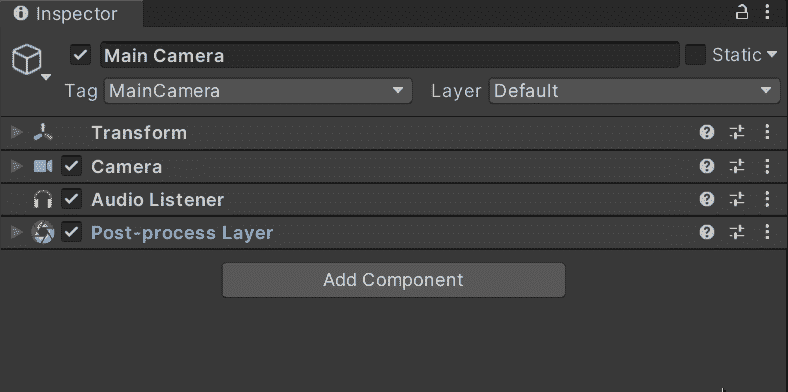 Inspector
Main Camera
Static
Tag MainCamera Layer Default
Transform
Camera
Audio Listener
Post-process Layer
Add Component